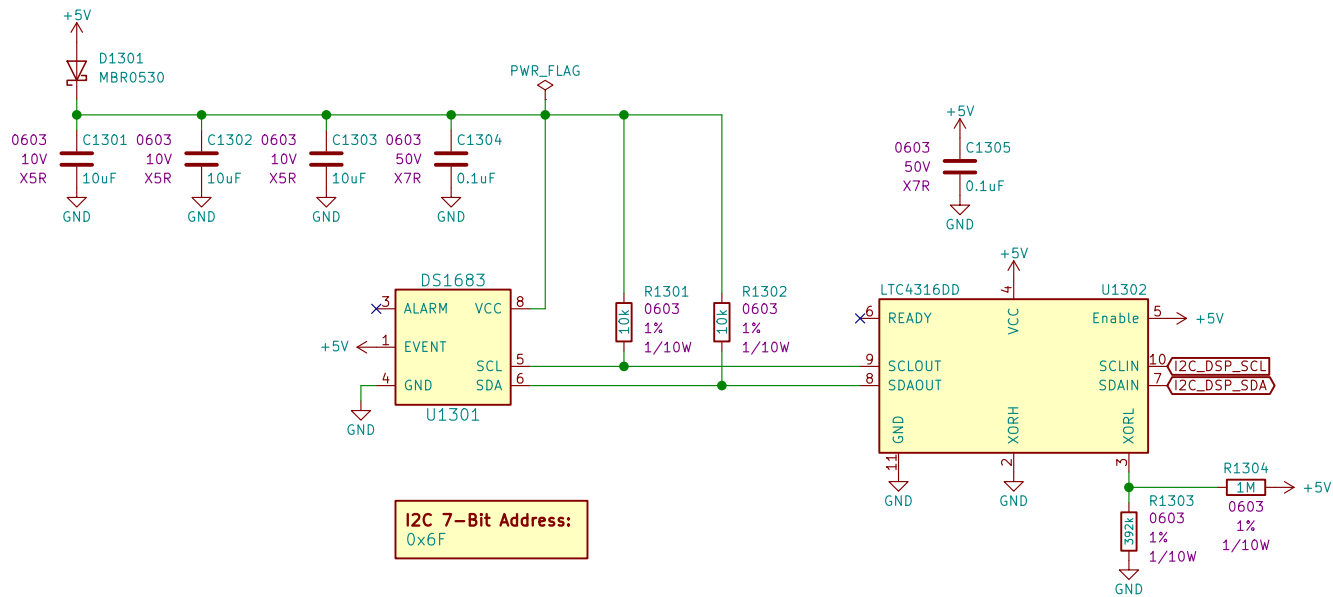 +5V
D1301
MBR0530
PWR_FLAG
0603
10V
X5R
C1301
10uF
GND
0603
10V
X5R
C1302
10uF
GND
0603
10V
X5R
C1303
10uF
GND
0603
50V
X7R
C1304
0.1uF
GND
+5V
0603
50V
X7R
C1305
0.1uF
GND
DS1683
3
ALARM
VCC
8
+5V
1
EVENT
SCL
5
4
GND
SDA
6
U1301
GND
R1301
0603
10k
1%
1/10W
R1302
0603
10k
1%
1/10W
+5V
LTC4316DD
4
U1302
6
READY
VCC
Enable
5
+5V
9
SCLOUT
SCLIN
10
I2C_DSP_SCL
8
SDAOUT
SDAIN
7
I2C_DSP_SDA
GND
XORH
XORL
11
2
3
GND
GND
R1304
1M
+5V
0603
1%
1/10W
R1303
0603
392k
1%
1/10W
GND
I2C 7-Bit Address:
0x6F